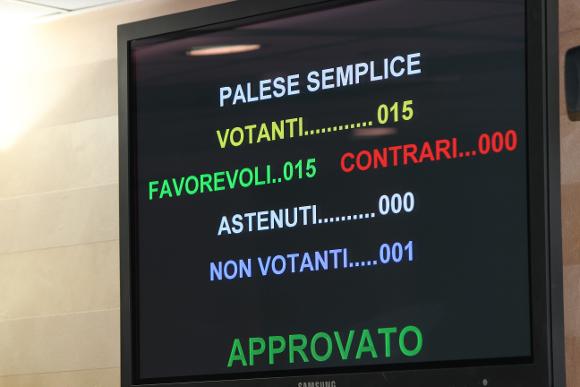 PALESE SEMPLICE
VOTANTI............ 015
FAVOREVOLI..015 CONTRARI...000
ASTENUTI.......... 000
NON VOTANTI.....001
APPROVATO
SAMSUNG